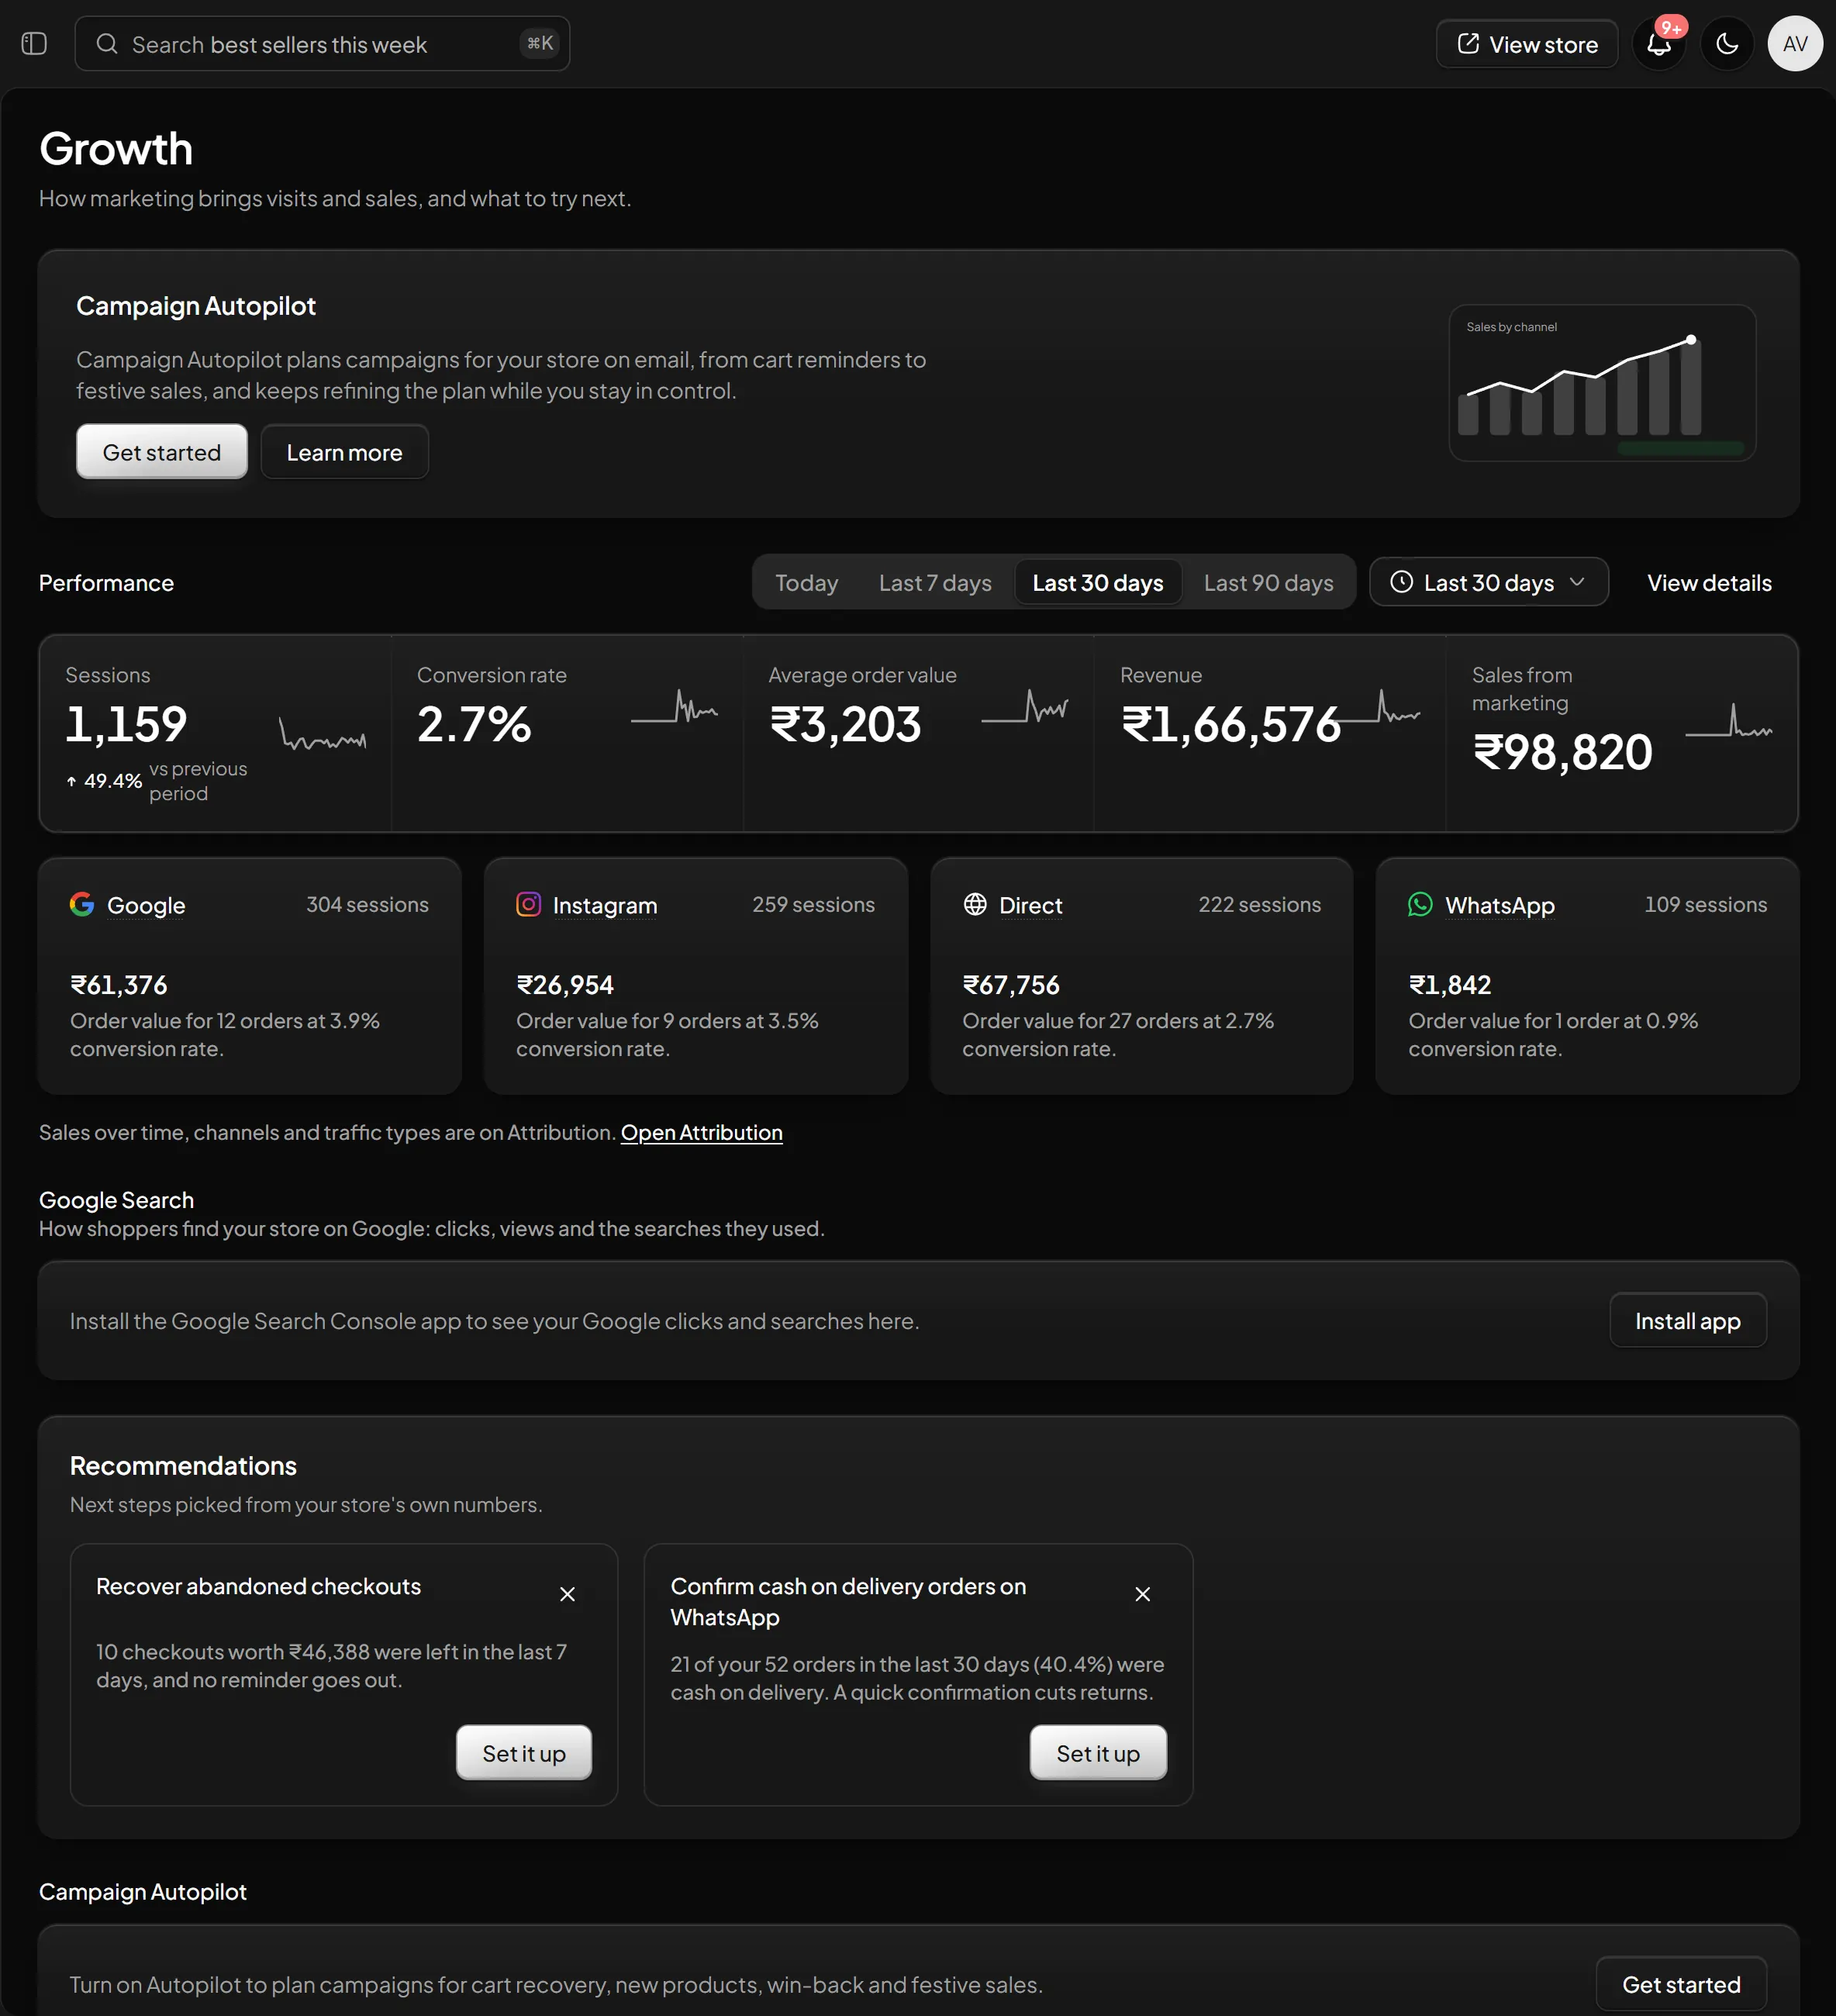 Search best sellers this week ⌘K
View store
9+
AV
Growth
How marketing brings visits and sales, and what to try next.
Campaign Autopilot
Campaign Autopilot plans campaigns for your store on email, from cart reminders to
festive sales, and keeps refining the plan while you stay in control.
Get started
Learn more
Sales by channel
Performance
Today
Last 7 days
Last 30 days
Last 90 days
Last 30 days
View details
Sessions
1,159
↑ 49.4% vs previous
period
Conversion rate
2.7%
Average order value
₹3,203
Revenue
₹1,66,576
Sales from
marketing
₹98,820
Google
304 sessions
₹61,376
Order value for 12 orders at 3.9%
conversion rate.
Instagram
259 sessions
₹26,954
Order value for 9 orders at 3.5%
conversion rate.
Direct
222 sessions
₹67,756
Order value for 27 orders at 2.7%
conversion rate.
WhatsApp
109 sessions
₹1,842
Order value for 1 order at 0.9%
conversion rate.
Sales over time, channels and traffic types are on Attribution. Open Attribution
Google Search
How shoppers find your store on Google: clicks, views and the searches they used.
Install the Google Search Console app to see your Google clicks and searches here.
Install app
Recommendations
Next steps picked from your store's own numbers.
Recover abandoned checkouts
10 checkouts worth ₹46,388 were left in the last 7
days, and no reminder goes out.
Set it up
Confirm cash on delivery orders on
WhatsApp
21 of your 52 orders in the last 30 days (40.4%) were
cash on delivery. A quick confirmation cuts returns.
Set it up
Campaign Autopilot
Turn on Autopilot to plan campaigns for cart recovery, new products, win-back and festive sales.
Get started